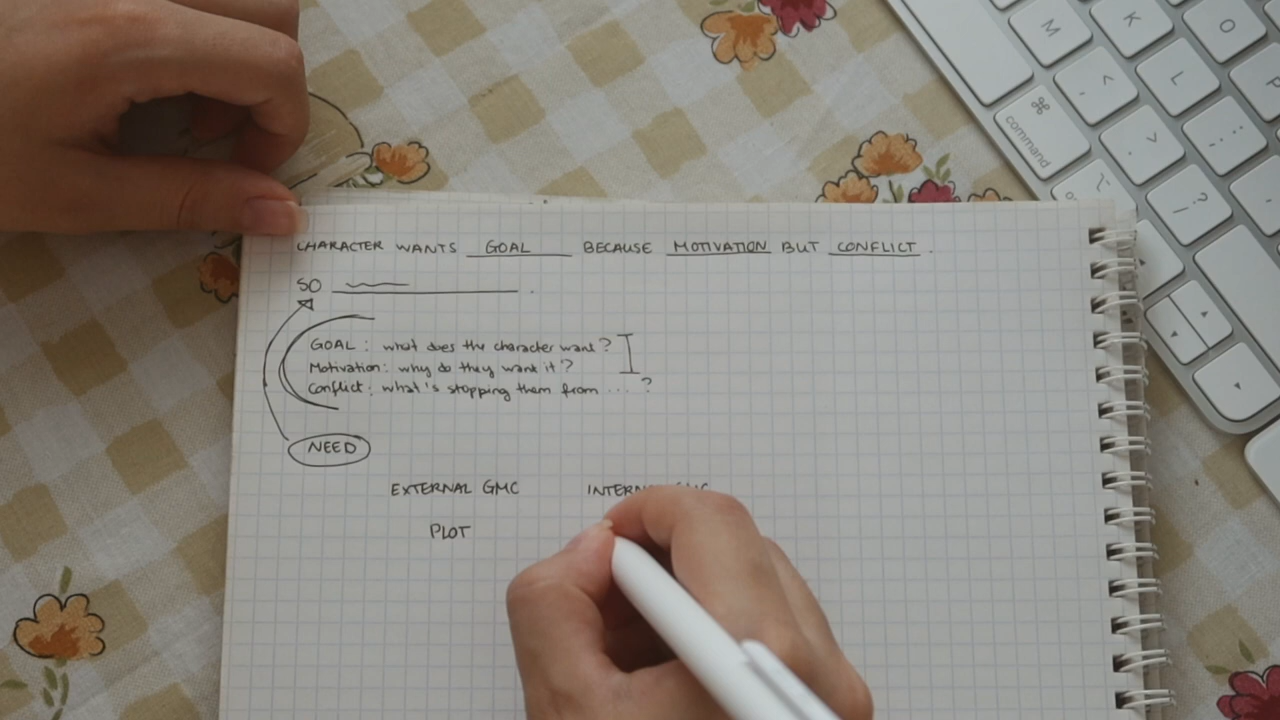 CHARACTER WANTS GOAL BECAUSE MOTIVATION BUT CONFLICT.
SO
GOAL: what does the character want?
Motivation: why do they want it?
Conflict: what's stopping them from ...?
NEED
EXTERNAL GMC
PLOT
M
K
O
P
L
<
,
>
.
:
;
?
/
⌘
command
⌥